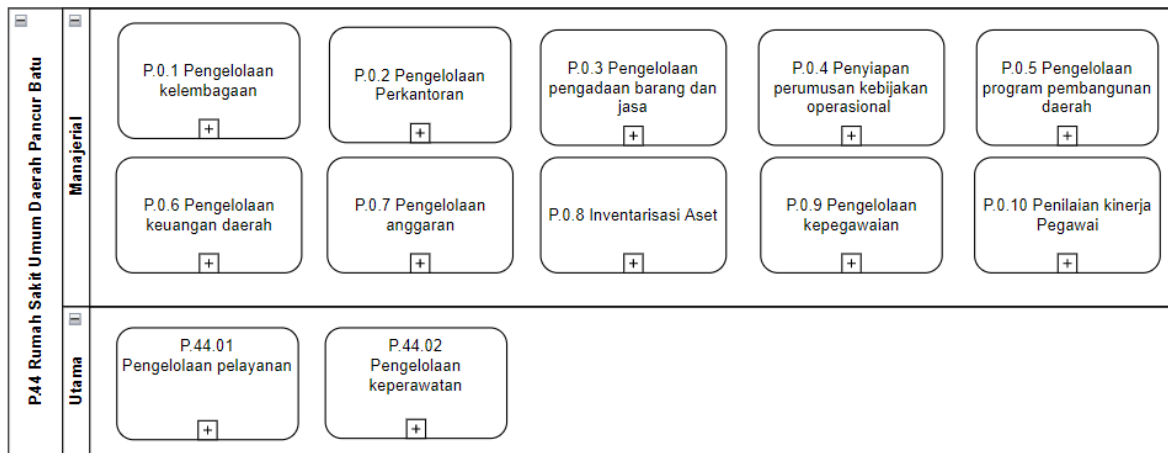 P.44 Rumah Sakit Umum Daerah Pancur Batu
Manajerial
P.0.1 Pengelolaan
kelembagaan
P.0.2 Pengelolaan
Perkantoran
P.0.3 Pengelolaan
pengadaan barang dan
jasa
P.0.4 Penyiapan
perumusan kebijakan
operasional
P.0.5 Pengelolaan
program pembangunan
daerah
P.0.6 Pengelolaan
keuangan daerah
P.0.7 Pengelolaan
anggaran
P.0.8 Inventarisasi Aset
P.0.9 Pengelolaan
kepegawaian
P.0.10 Penilaian kinerja
Pegawai
Utama
P.44.01
Pengelolaan pelayanan
P.44.02
Pengelolaan
keperawatan